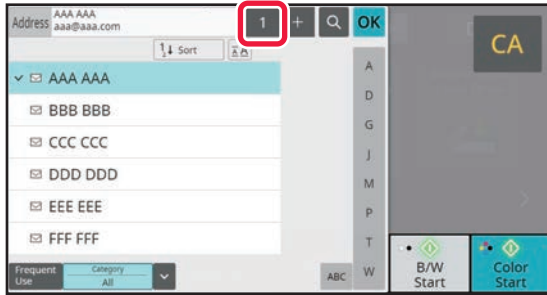 Address AAA AAA
aaa@aaa.com
1
+
OK
CA
Sort
AAA AAA
BBB BBB
CCC CCC
DDD DDD
EEE EEE
FFF FFF
A
D
G
J
M
P
T
W
Frequent
Use
Category
All
ABC
B/W
Start
Color
Start